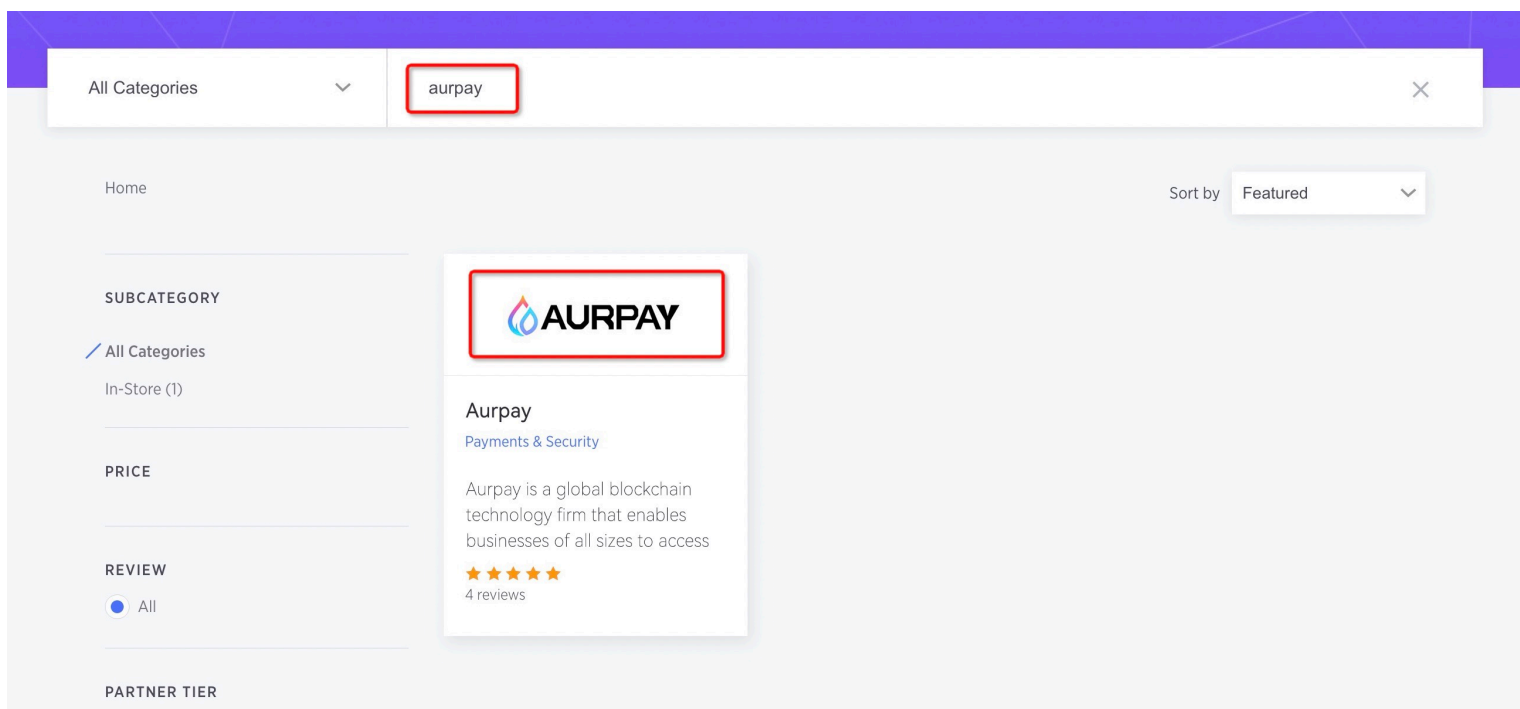 All Categories
aurpay
Home
Sort by Featured
SUBCATEGORY
All Categories
In-Store (1)
PRICE
REVIEW
All
PARTNER TIER
AURPAY
Aurpay
Payments & Security
Aurpay is a global blockchain
technology firm that enables
businesses of all sizes to access
4 reviews